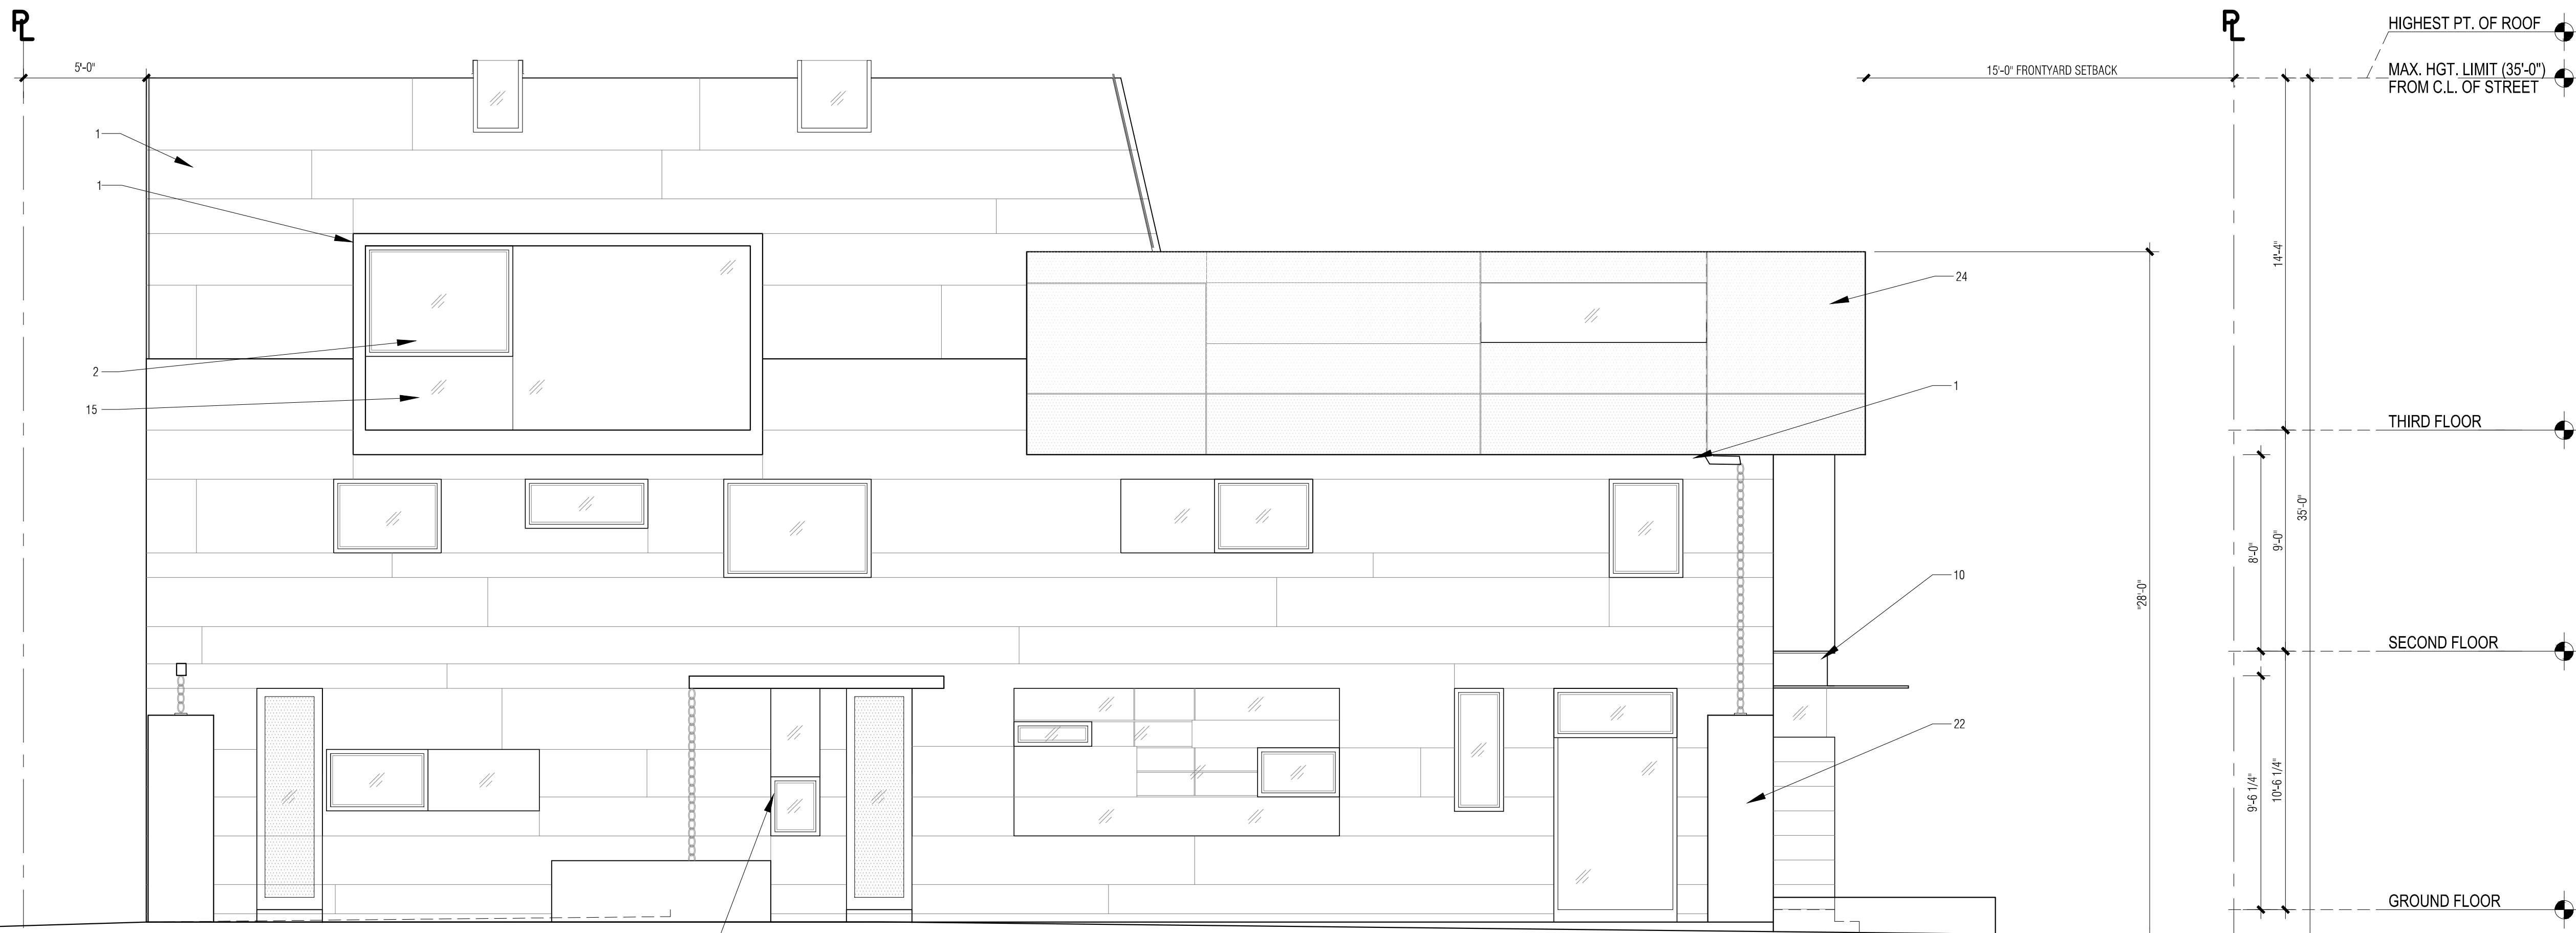 PL
PL
HIGHEST PT. OF ROOF
5'-0"
15'-0" FRONTYARD SETBACK
MAX. HGT. LIMIT (35'-0")
FROM C.L. OF STREET
1
1
14'-4"
24
2
1
15
THIRD FLOOR
35'-0"
9'-0"
8'-0"
10
"28'-0"
SECOND FLOOR
22
10'-6 1/4"
9'-6 1/4"
GROUND FLOOR